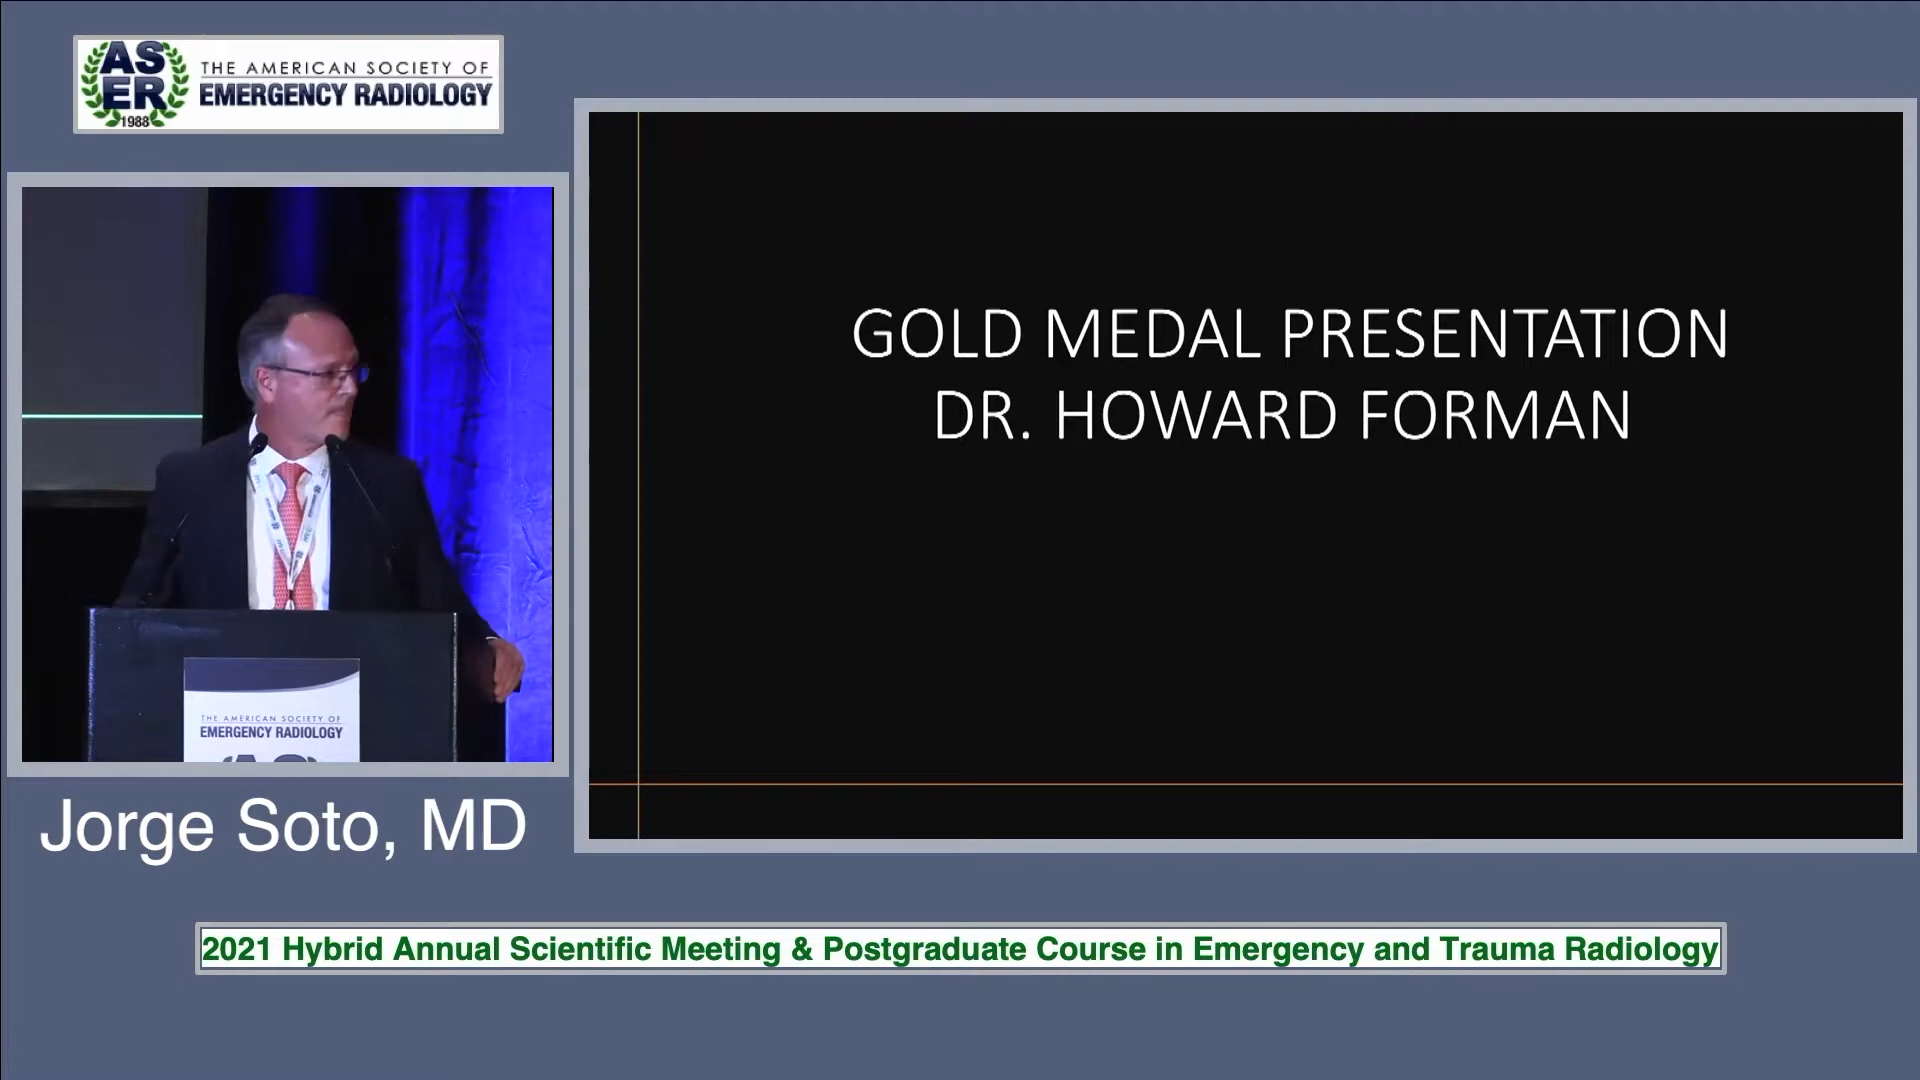 AS
ER
1988
THE AMERICAN SOCIETY OF
EMERGENCY RADIOLOGY
GOLD MEDAL PRESENTATION
DR. HOWARD FORMAN
THE AMERICAN SOCIETY OF
EMERGENCY RADIOLOGY
Jorge Soto, MD
2021 Hybrid Annual Scientific Meeting & Postgraduate Course in Emergency and Trauma Radiology